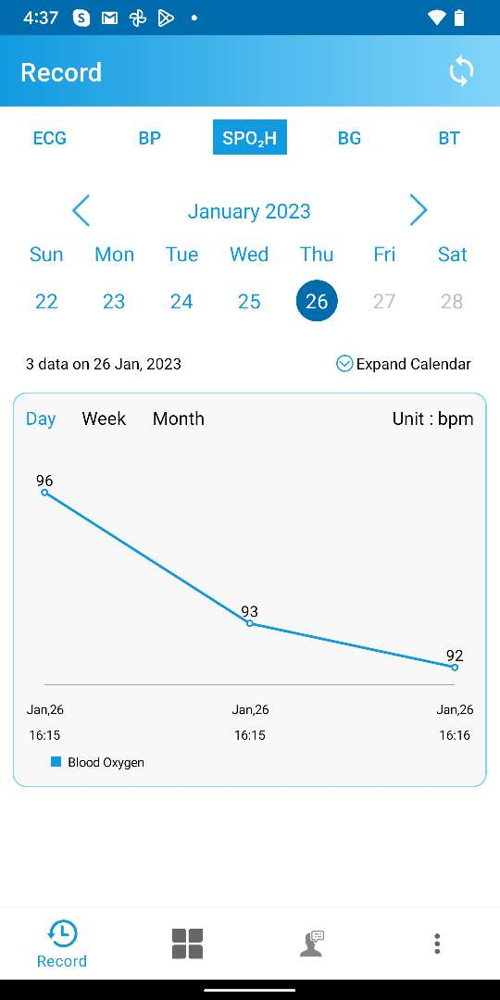 4:37
Record
ECG BP SPO₂H BG BT
January 2023
Sun Mon Tue Wed Thu Fri Sat
22 23 24 25 26 27 28
3 data on 26 Jan, 2023 Expand Calendar
Day Week Month Unit : bpm
96
93
92
Jan,26 Jan,26 Jan,26
16:15 16:15 16:16
Blood Oxygen
Record